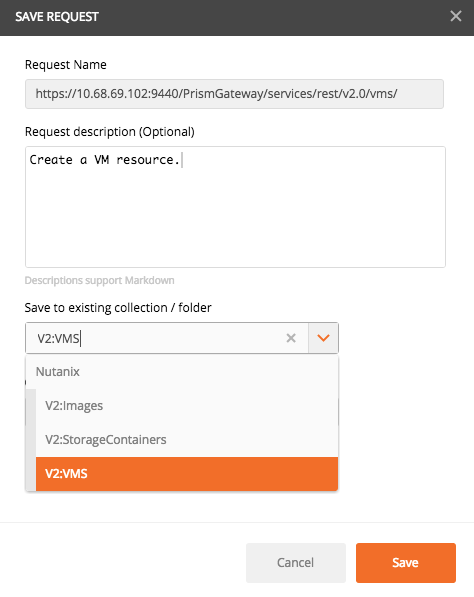 SAVE REQUEST
Request Name
https://10.68.69.102:9440/PrismGateway/services/rest/v2.0/vms/
Request description (Optional)
Create a VM resource.
Descriptions support Markdown
Save to existing collection / folder
V2:VMS
Nutanix
V2:Images
V2:StorageContainers
V2:VMS
Cancel
Save